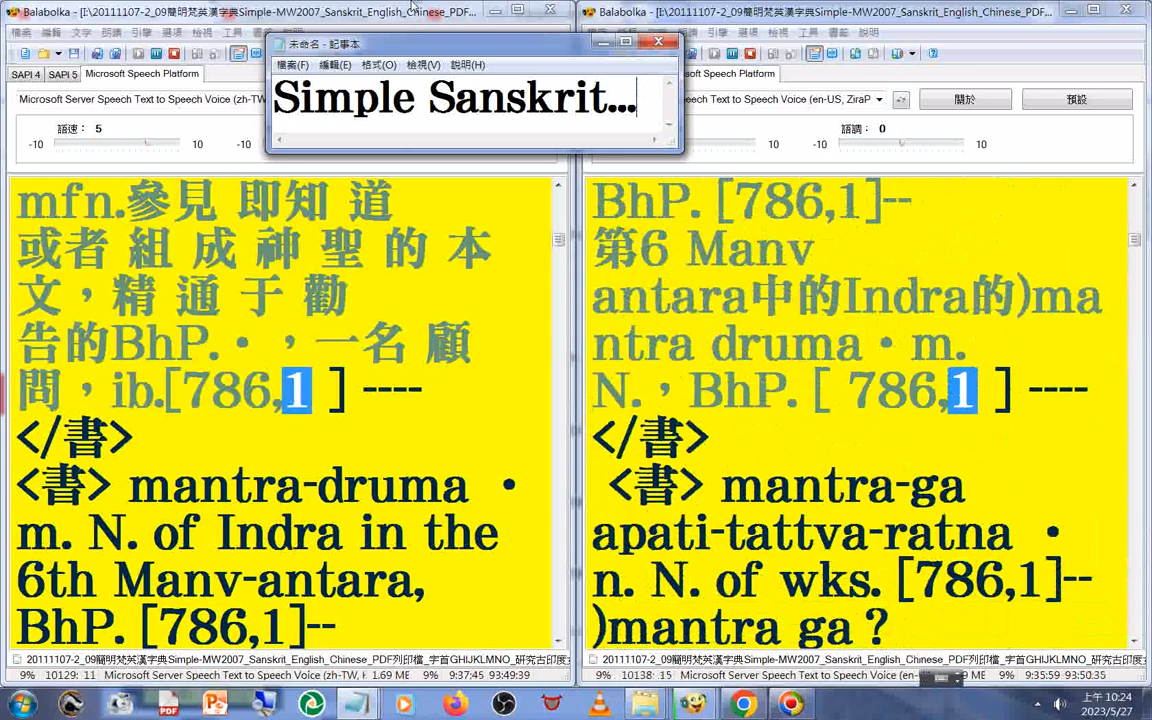 Balabolka - [I:\20111107-2_09簡明梵英漢字典Simple-MW2007_Sanskrit_English_Chinese_PDF...
Balabolka - [I:\20111107-2_09簡明梵英漢字典Simple-MW2007_Sanskrit_English_Chinese_PDF...
檔案 編輯 文字 朗讀 引擎 選項 工具
未命名 - 記事本
檔案(F) 編輯(E) 格式(O) 檢視(V) 說明(H)
Simple Sanskrit...
SAPI 4 SAPI 5 Microsoft Speech Platform
Microsoft Server Speech Text to Speech Voice (zh-TW,
語速： 5
-10 10 -10
eech Platform
eech Text to Speech Voice (en-US, ZiraP
關於 預設
語調： 0
10 -10 10
mfn.參見 即知 道
或者 組 成 神 聖 的 本
文，精 通 于 勸
告的BhP.•，一名 顧
問，ib.[786,1 ] ----
</書>
<書> mantra-druma •
m. N. of Indra in the
6th Manv-antara,
BhP. [786,1]--
BhP. [786,1]--
第6 Manv
antara中的Indra的)ma
ntra druma • m.
N.，BhP. [ 786,1 ] ----
</書>
<書> mantra-ga
apati-tattva-ratna •
n. N. of wks. [786,1]--
)mantra ga？
20111107-2_09簡明梵英漢字典Simple-MW2007_Sanskrit_English_Chinese_PDF列印檔_字首GHIJKLMNO_研究古印度
9% 10129: 11 Microsoft Server Speech Text to Speech Voice (zh-TW, H 1.69 ME 9% 9:37:45 93:49:39
20111107-2_09簡明梵英漢字典Simple-MW2007_Sanskrit_English_Chinese_PDF列印檔_字首GHIJKLMNO_研究古印度女
9% 10138: 15 Microsoft Server Speech Text to Speech Voice 9 ME 9% 9:35:59 93:50:35
上午 10:24
2023/5/27